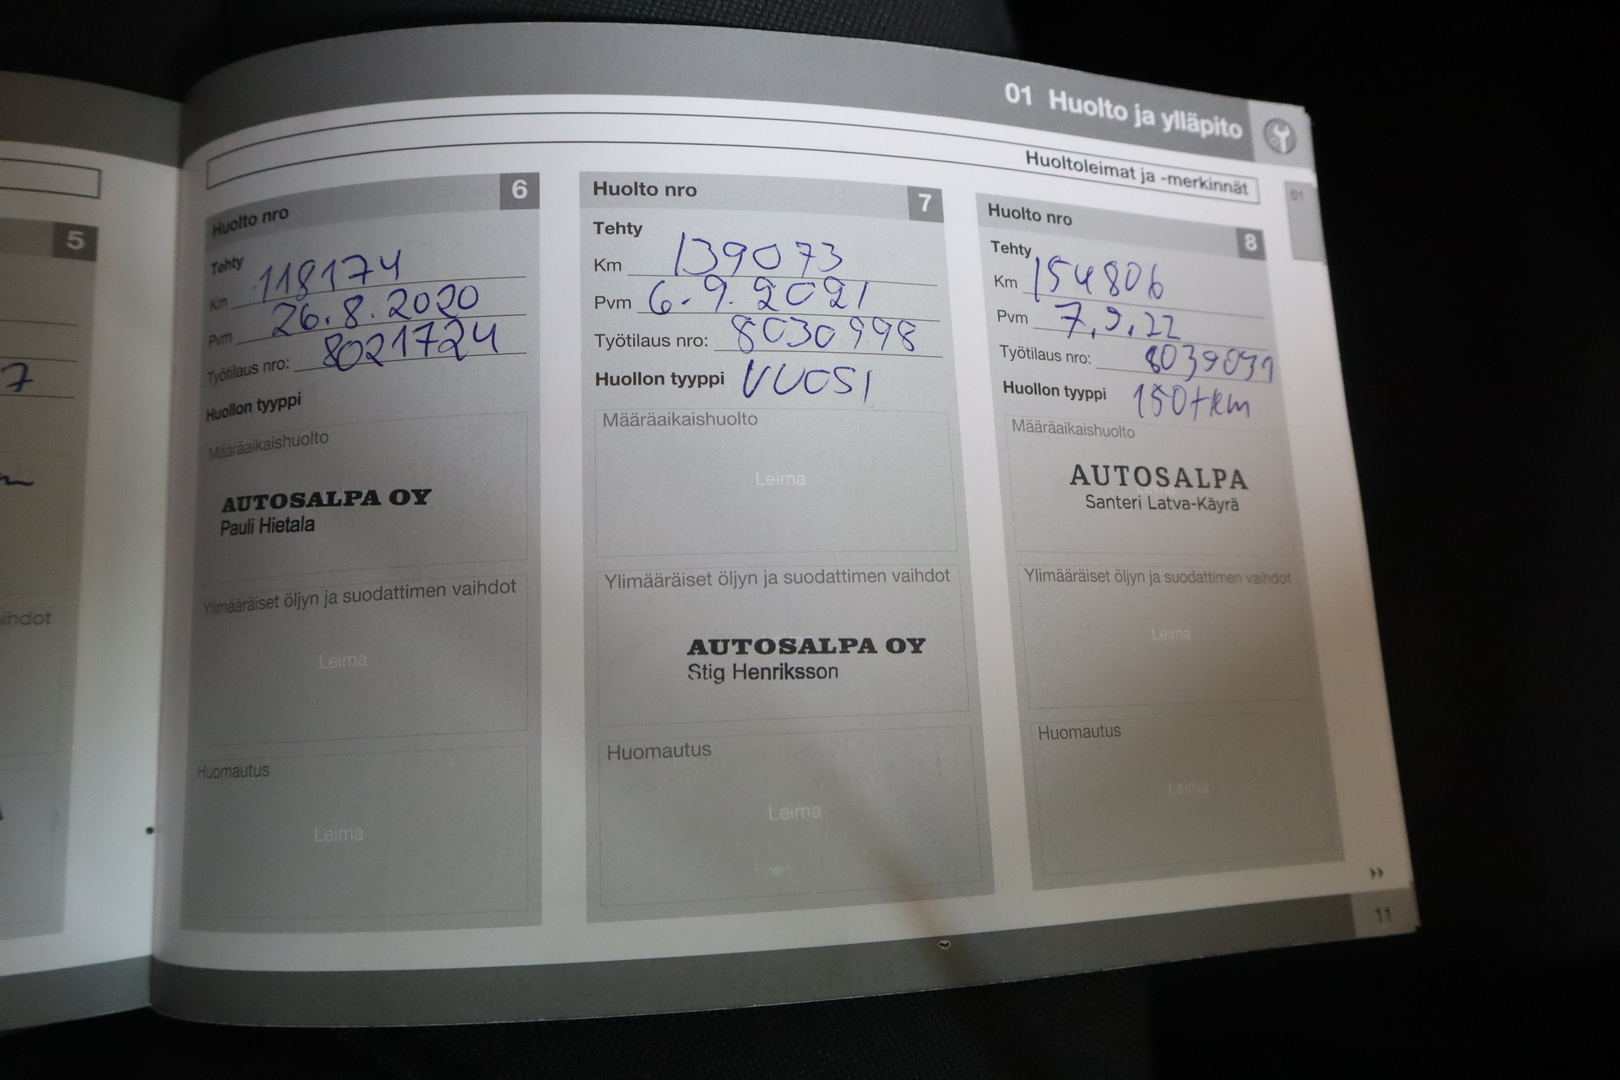 01 Huolto ja ylläpito
Huoltoleimat ja -merkinnät
01
5
7
aihdot
Huolto nro 6
Tehty
Km 118174
Pvm 26.8.2020
Työtilaus nro: 8021724
Huollon tyyppi
Määräaikaishuolto
AUTOSALPA OY
Pauli Hietala
Ylimääräiset öljyn ja suodattimen vaihdot
Leima
Huomautus
Leima
Huolto nro 7
Tehty
Km 139073
Pvm 6.9.2021
Työtilaus nro: 8030998
Huollon tyyppi VUOSI
Määräaikaishuolto
Leima
Ylimääräiset öljyn ja suodattimen vaihdot
AUTOSALPA OY
Stig Henriksson
Huomautus
Leima
Huolto nro 8
Tehty
Km 154806
Pvm 7.9.22
Työtilaus nro: 8039031
Huollon tyyppi 150tkm
Määräaikaishuolto
AUTOSALPA
Santeri Latva-Käyrä
Ylimääräiset öljyn ja suodattimen vaihdot
Leima
Huomautus
Leima
11